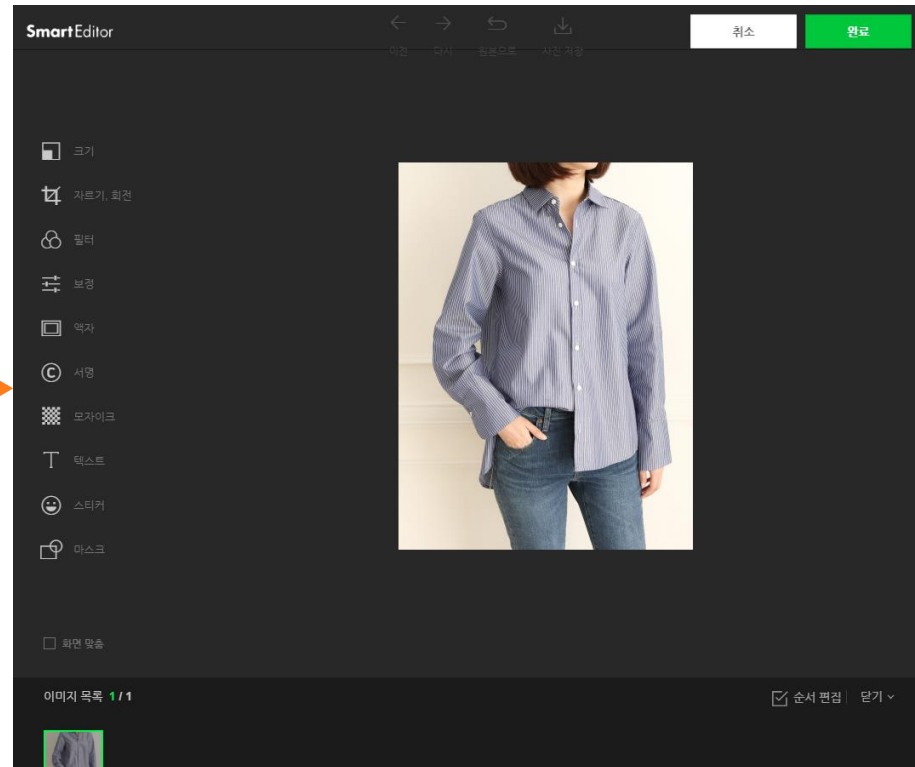 SmartEditor
이전 다시 원본으로 사진 저장
취소 완료
크기
자르기, 회전
필터
보정
액자
서명
모자이크
텍스트
스티커
마스크
화면 맞춤
이미지 목록 1 / 1
순서 편집 닫기